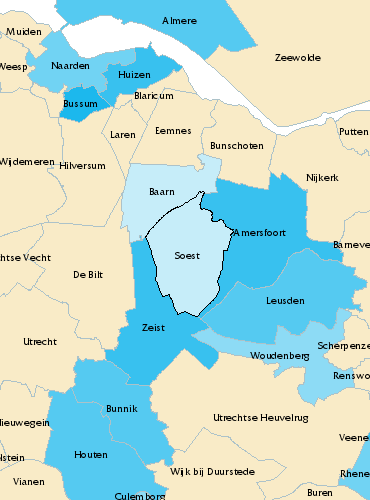 Almere
Muiden
Zeewolde
Weesp
Naarden
Huizen
Blaricum
Bussum
Putten
Laren
Eemnes
Bunschoten
Wijdemeren
Hilversum
Nijkerk
Baarn
Amersfoort
Barneve
Soest
htse Vecht
De Bilt
Leusden
Zeist
Utrecht
Scherpenze
Woudenberg
Renswo
Bunnik
Utrechtse Heuvelrug
ieuwegein
Veene
Houten
lstein
Wijk bij Duurstede
Rhene
Vianen
Buren
Culemborg